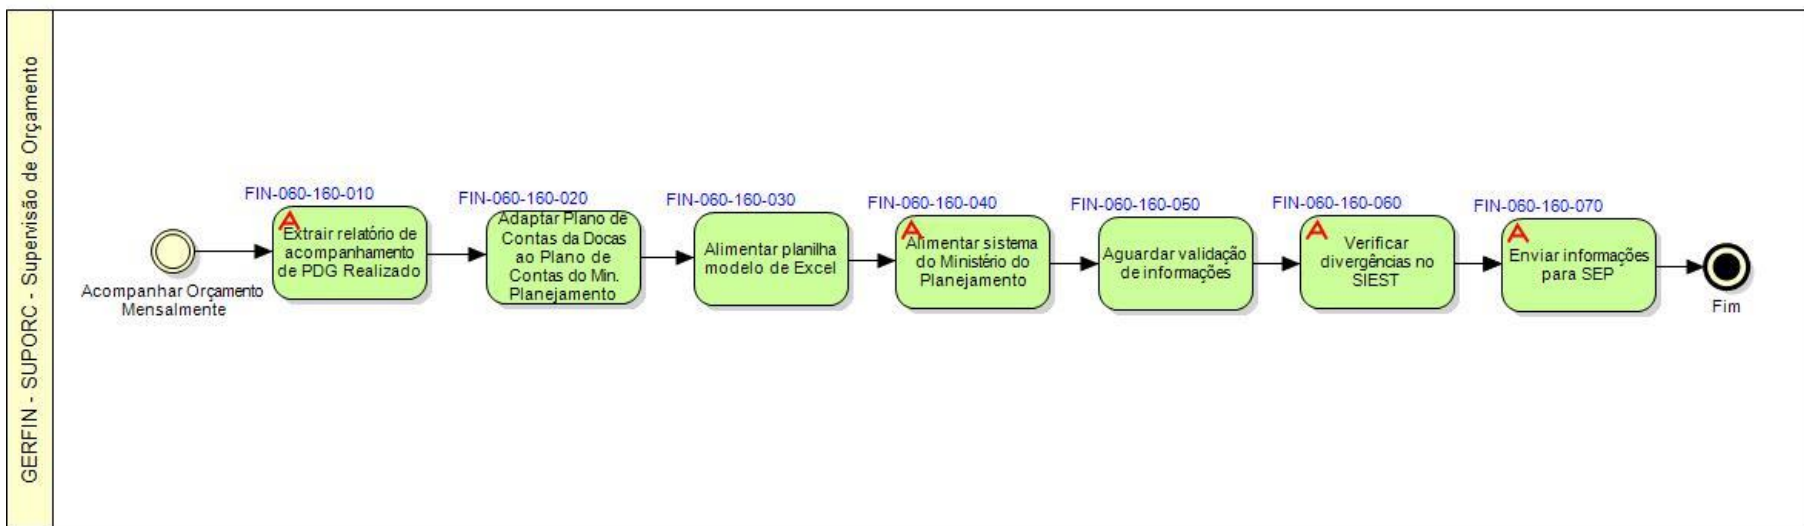 GERFIN - SUPORC - Supervisão de Orçamento
Acompanhar Orçamento
Mensalmente
FIN-060-160-010
A
Extrair relatório de
acompanhamento
de PDG Realizado
FIN-060-160-020
Adaptar Plano de
Contas da Docas
ao Plano de
Contas do Min.
Planejamento
FIN-060-160-030
Alimentar planilha
modelo de Excel
FIN-060-160-040
A
Alimentar sistema
do Ministério do
Planejamento
FIN-060-160-050
Aguardar validação
de informações
FIN-060-160-060
A
Verificar
divergências no
SIEST
FIN-060-160-070
A
Enviar informações
para SEP
Fim